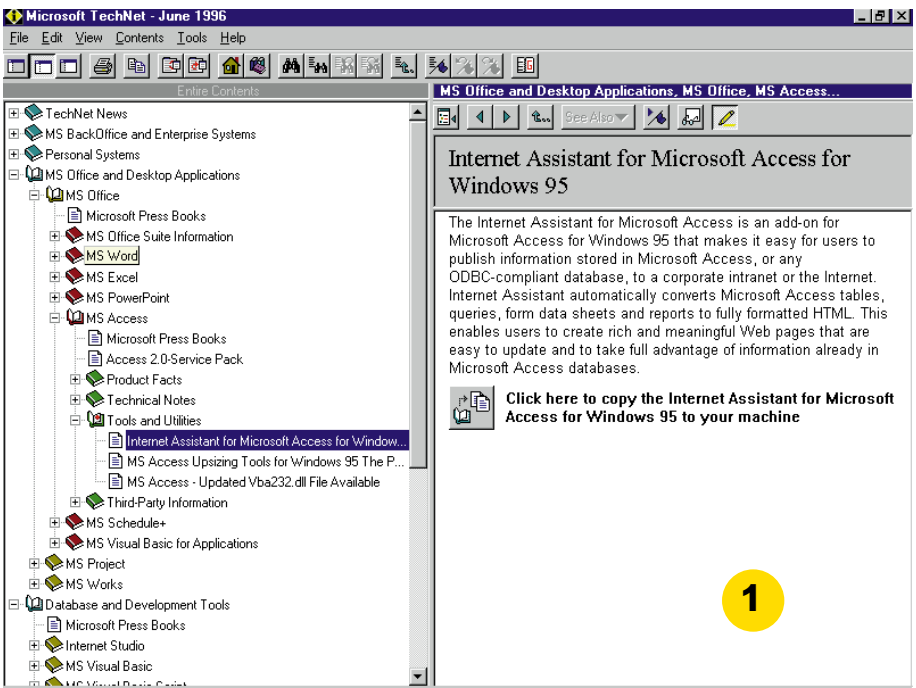 Microsoft TechNet - June 1996
File Edit View Contents Tools Help
Entire Contents
TechNet News
MS BackOffice and Enterprise Systems
Personal Systems
MS Office and Desktop Applications
MS Office
Microsoft Press Books
MS Office Suite Information
MS Word
MS Excel
MS PowerPoint
MS Access
Microsoft Press Books
Access 2.0-Service Pack
Product Facts
Technical Notes
Tools and Utilities
Internet Assistant for Microsoft Access for Window...
MS Access Upsizing Tools for Windows 95 The P...
MS Access - Updated Vba232.dll File Available
Third-Party Information
MS Schedule+
MS Visual Basic for Applications
MS Project
MS Works
Database and Development Tools
Microsoft Press Books
Internet Studio
MS Visual Basic
MS Visual Basic Script
MS Office and Desktop Applications, MS Office, MS Access...
See Also
Internet Assistant for Microsoft Access for
Windows 95
The Internet Assistant for Microsoft Access is an add-on for
Microsoft Access for Windows 95 that makes it easy for users to
publish information stored in Microsoft Access, or any
ODBC-compliant database, to a corporate intranet or the Internet.
Internet Assistant automatically converts Microsoft Access tables,
queries, form data sheets and reports to fully formatted HTML. This
enables users to create rich and meaningful Web pages that are
easy to update and to take full advantage of information already in
Microsoft Access databases.
Click here to copy the Internet Assistant for Microsoft
Access for Windows 95 to your machine
1